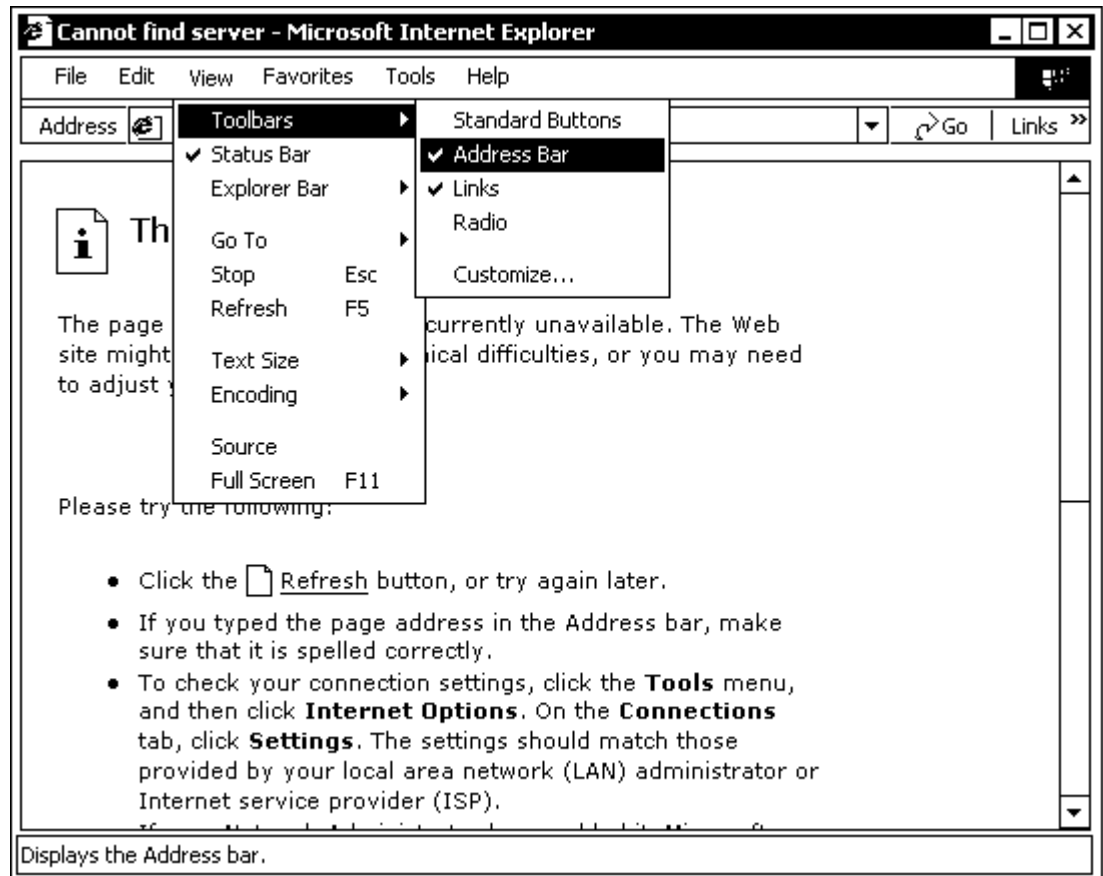 Cannot find server - Microsoft Internet Explorer
File Edit View Favorites Tools Help
Address Go Links »
Toolbars
Status Bar
Explorer Bar
Go To
Stop Esc
Refresh F5
Text Size
Encoding
Source
Full Screen F11
Standard Buttons
Address Bar
Links
Radio
Customize...
Th
The page currently unavailable. The Web
site might ical difficulties, or you may need
to adjust
Please try the following:
• Click the Refresh button, or try again later.
• If you typed the page address in the Address bar, make
sure that it is spelled correctly.
• To check your connection settings, click the Tools menu,
and then click Internet Options. On the Connections
tab, click Settings. The settings should match those
provided by your local area network (LAN) administrator or
Internet service provider (ISP).
Displays the Address bar.